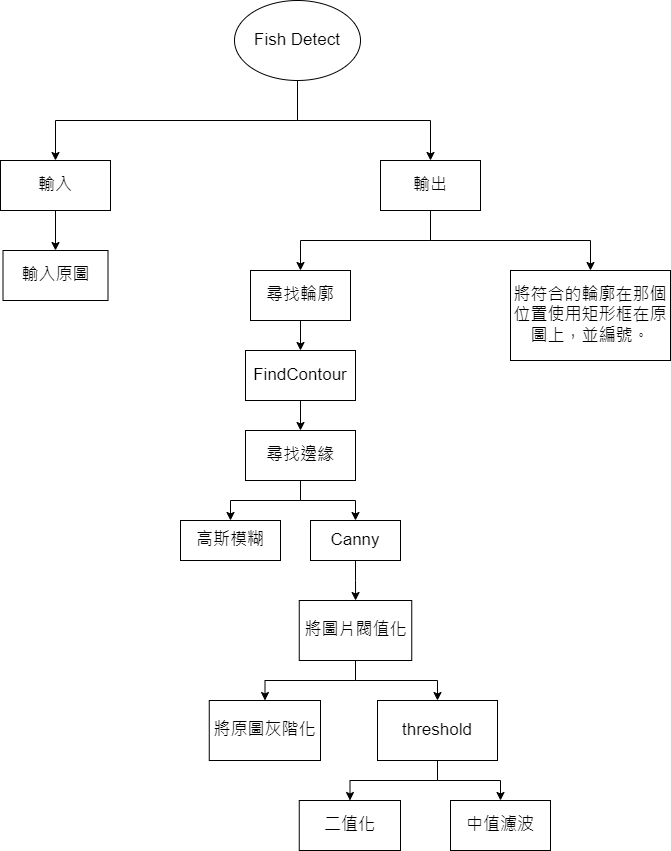 Fish Detect
輸入
輸出
輸入原圖
尋找輪廓
將符合的輪廓在那個
位置使用矩形框在原
圖上，並編號。
FindContour
尋找邊緣
高斯模糊
Canny
將圖片閥值化
將原圖灰階化
threshold
二值化
中值濾波